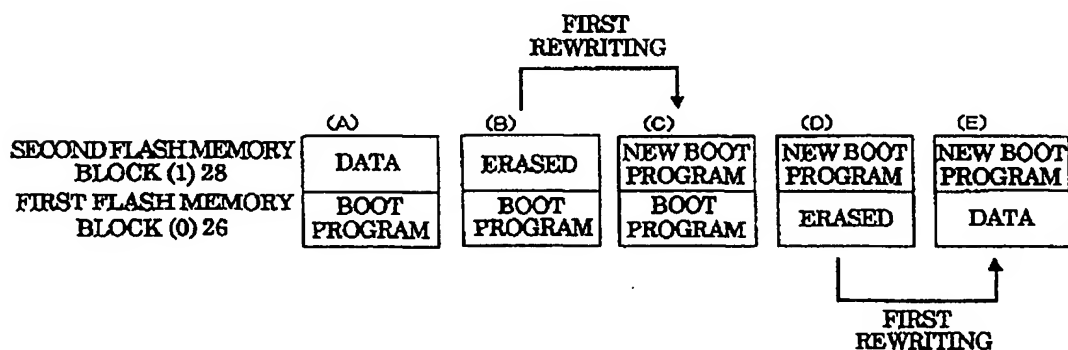 FIRST
REWRITING
(A) (B) (C) (D) (E)
SECOND FLASH MEMORY
BLOCK (1) 28
DATA
ERASED
NEW BOOT
PROGRAM
NEW BOOT
PROGRAM
NEW BOOT
PROGRAM
FIRST FLASH MEMORY
BLOCK (0) 26
BOOT
PROGRAM
BOOT
PROGRAM
BOOT
PROGRAM
ERASED
DATA
FIRST
REWRITING